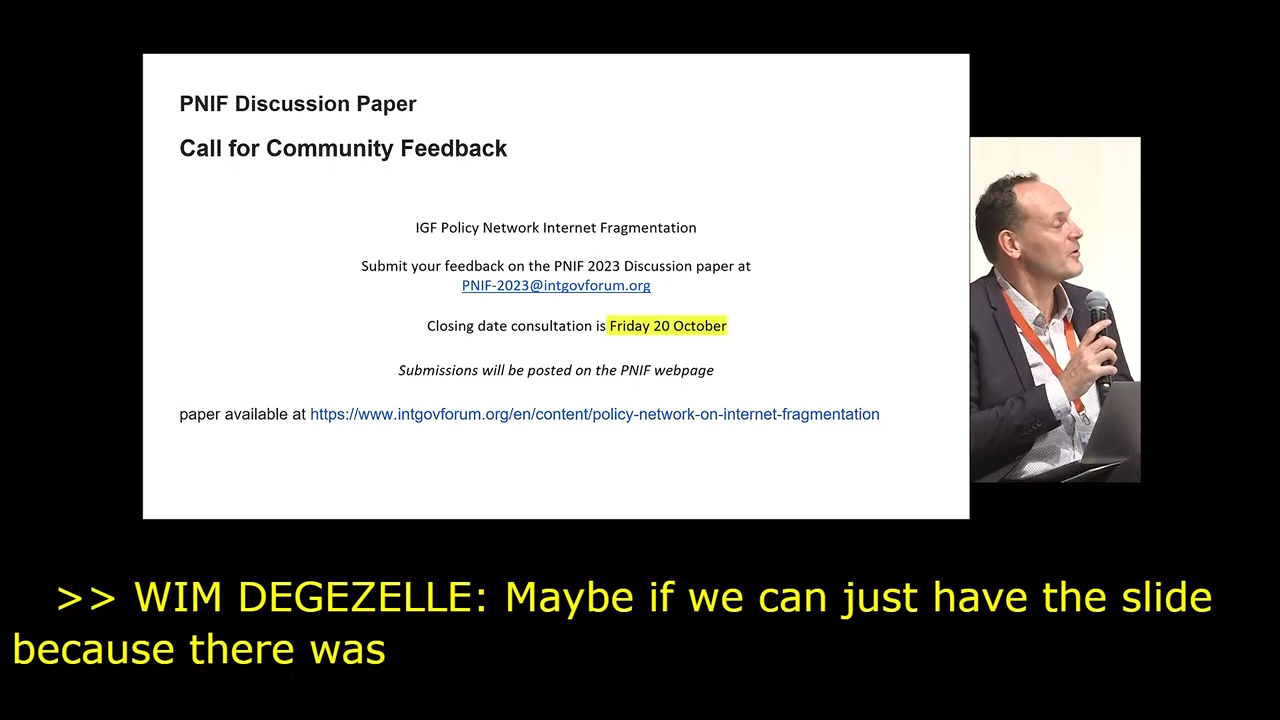 PNIF Discussion Paper
Call for Community Feedback
IGF Policy Network Internet Fragmentation
Submit your feedback on the PNIF 2023 Discussion paper at
PNIF-2023@intgovforum.org
Closing date consultation is Friday 20 October
Submissions will be posted on the PNIF webpage
paper available at https://www.intgovforum.org/en/content/policy-network-on-internet-fragmentation
>> WIM DEGEZELLE: Maybe if we can just have the slide
because there was